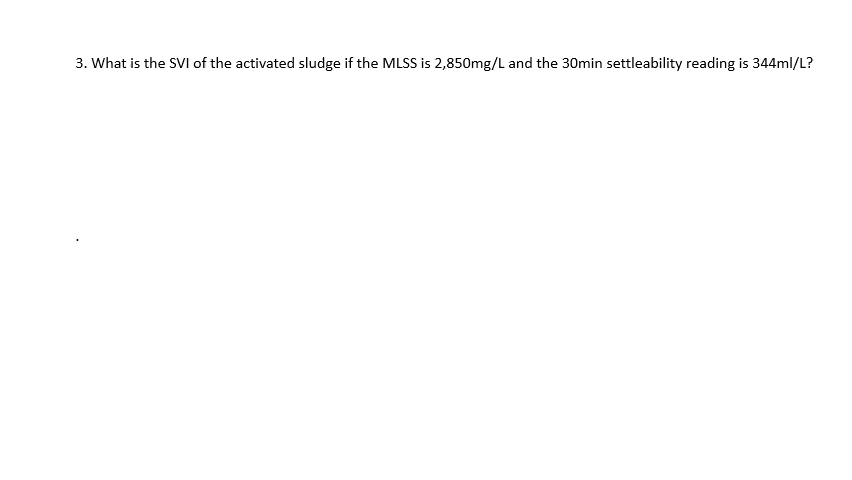 3. What is the SVI of the activated sludge if the MLSS is 2,850mg/L and the 30min settleability reading is 344ml/L?
.